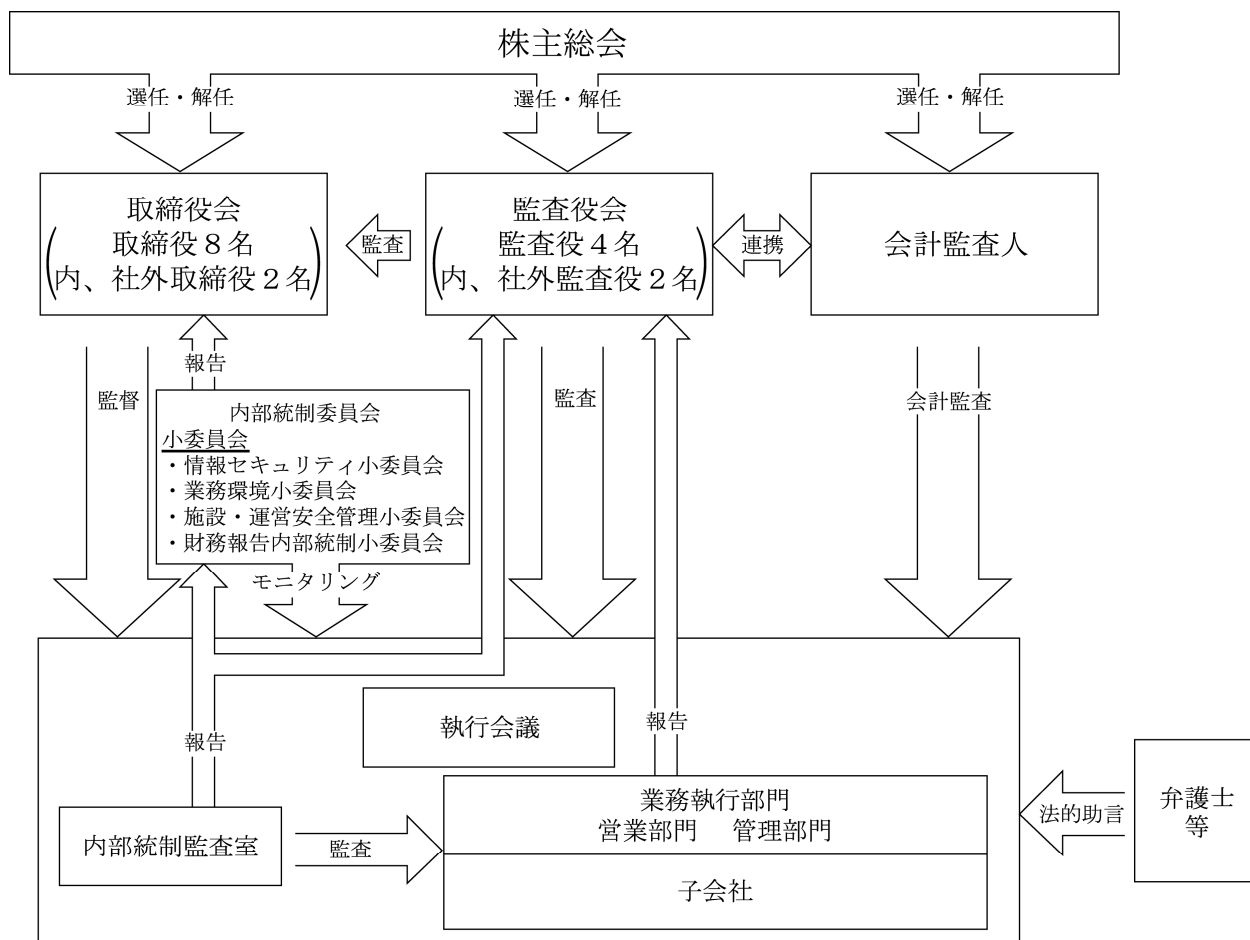 株主総会
選任・解任
選任・解任
選任・解任
取締役会
取締役８名
(内、社外取締役２名)
監査
監査役会
監査役４名
(内、社外監査役２名)
連携
会計監査人
報告
監督
監査
会計監査
内部統制委員会
小委員会
・情報セキュリティ小委員会
・業務環境小委員会
・施設・運営安全管理小委員会
・財務報告内部統制小委員会
モニタリング
執行会議
報告
報告
業務執行部門
営業部門　管理部門
子会社
内部統制監査室
監査
法的助言
弁護士
等